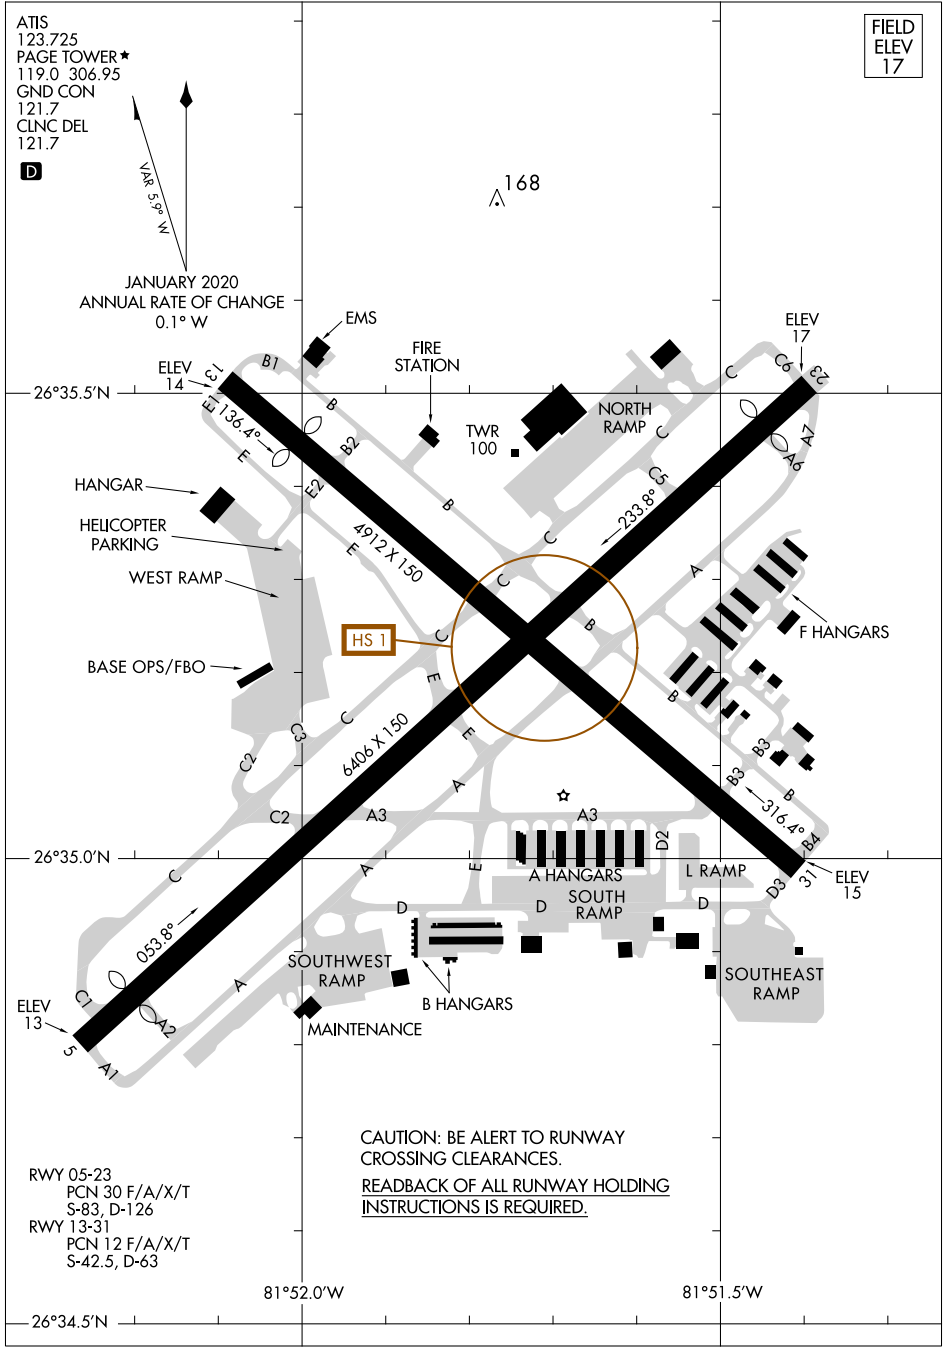 ATIS
123.725
PAGE TOWER★
119.0 306.95
GND CON
121.7
CLNC DEL
121.7
D
FIELD
ELEV
17
VAR 5.9° W
168
JANUARY 2020
ANNUAL RATE OF CHANGE
0.1° W
EMS
FIRE
STATION
ELEV
17
ELEV
14
13
B1
C
C6
23
26°35.5'N
E1
136.4°
B
NORTH
RAMP
TWR
100
C
A7
E
B2
A6
HANGAR
E2
C5
B
233.8°
HELICOPTER
PARKING
4912 X 150
E
C
WEST RAMP
C
A
HS 1
C
B
F HANGARS
BASE OPS/FBO
E
B
C
C3
E
6406 X 150
B3
C2
A
B3
B
316.4°
C2
A3
A3
D2
B4
26°35.0'N
A
E
A HANGARS
L RAMP
31
ELEV
15
C
D3
SOUTH
RAMP
D
D
D
053.8°
SOUTHWEST
RAMP
SOUTHEAST
RAMP
A
B HANGARS
C1
ELEV
13
A2
MAINTENANCE
5
A1
CAUTION: BE ALERT TO RUNWAY
CROSSING CLEARANCES.
READBACK OF ALL RUNWAY HOLDING
INSTRUCTIONS IS REQUIRED.
RWY 05-23
PCN 30 F/A/X/T
S-83, D-126
RWY 13-31
PCN 12 F/A/X/T
S-42.5, D-63
81°52.0'W
81°51.5'W
26°34.5'N